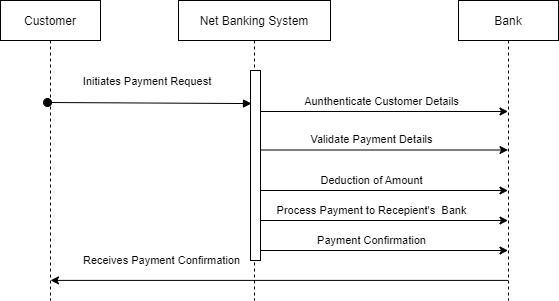 Customer
Net Banking System
Bank
Initiates Payment Request
Aunthenticate Customer Details
Validate Payment Details
Deduction of Amount
Process Payment to Recepient's Bank
Payment Confirmation
Receives Payment Confirmation